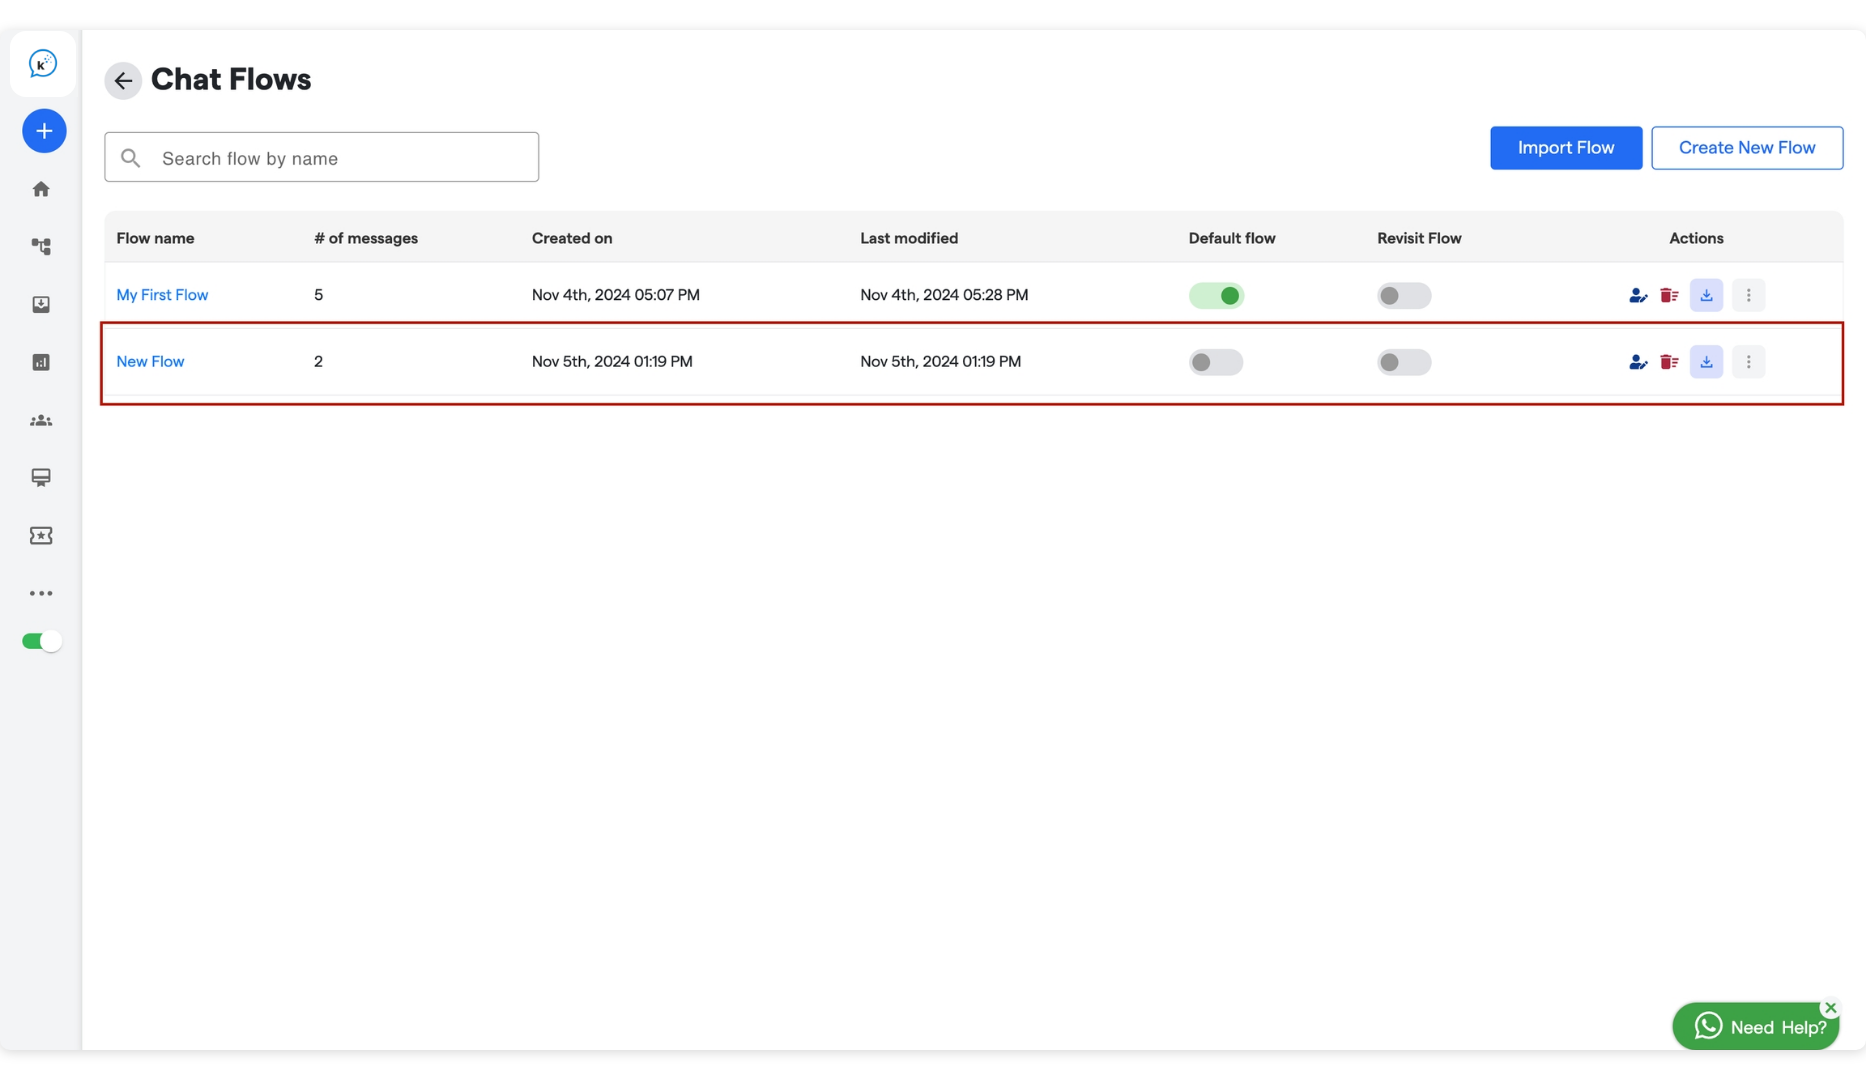 K
Chat Flows
Search flow by name
Import Flow
Create New Flow
Flow name # of messages Created on Last modified Default flow Revisit Flow Actions
My First Flow 5 Nov 4th, 2024 05:07 PM Nov 4th, 2024 05:28 PM
New Flow 2 Nov 5th, 2024 01:19 PM Nov 5th, 2024 01:19 PM
Need Help?